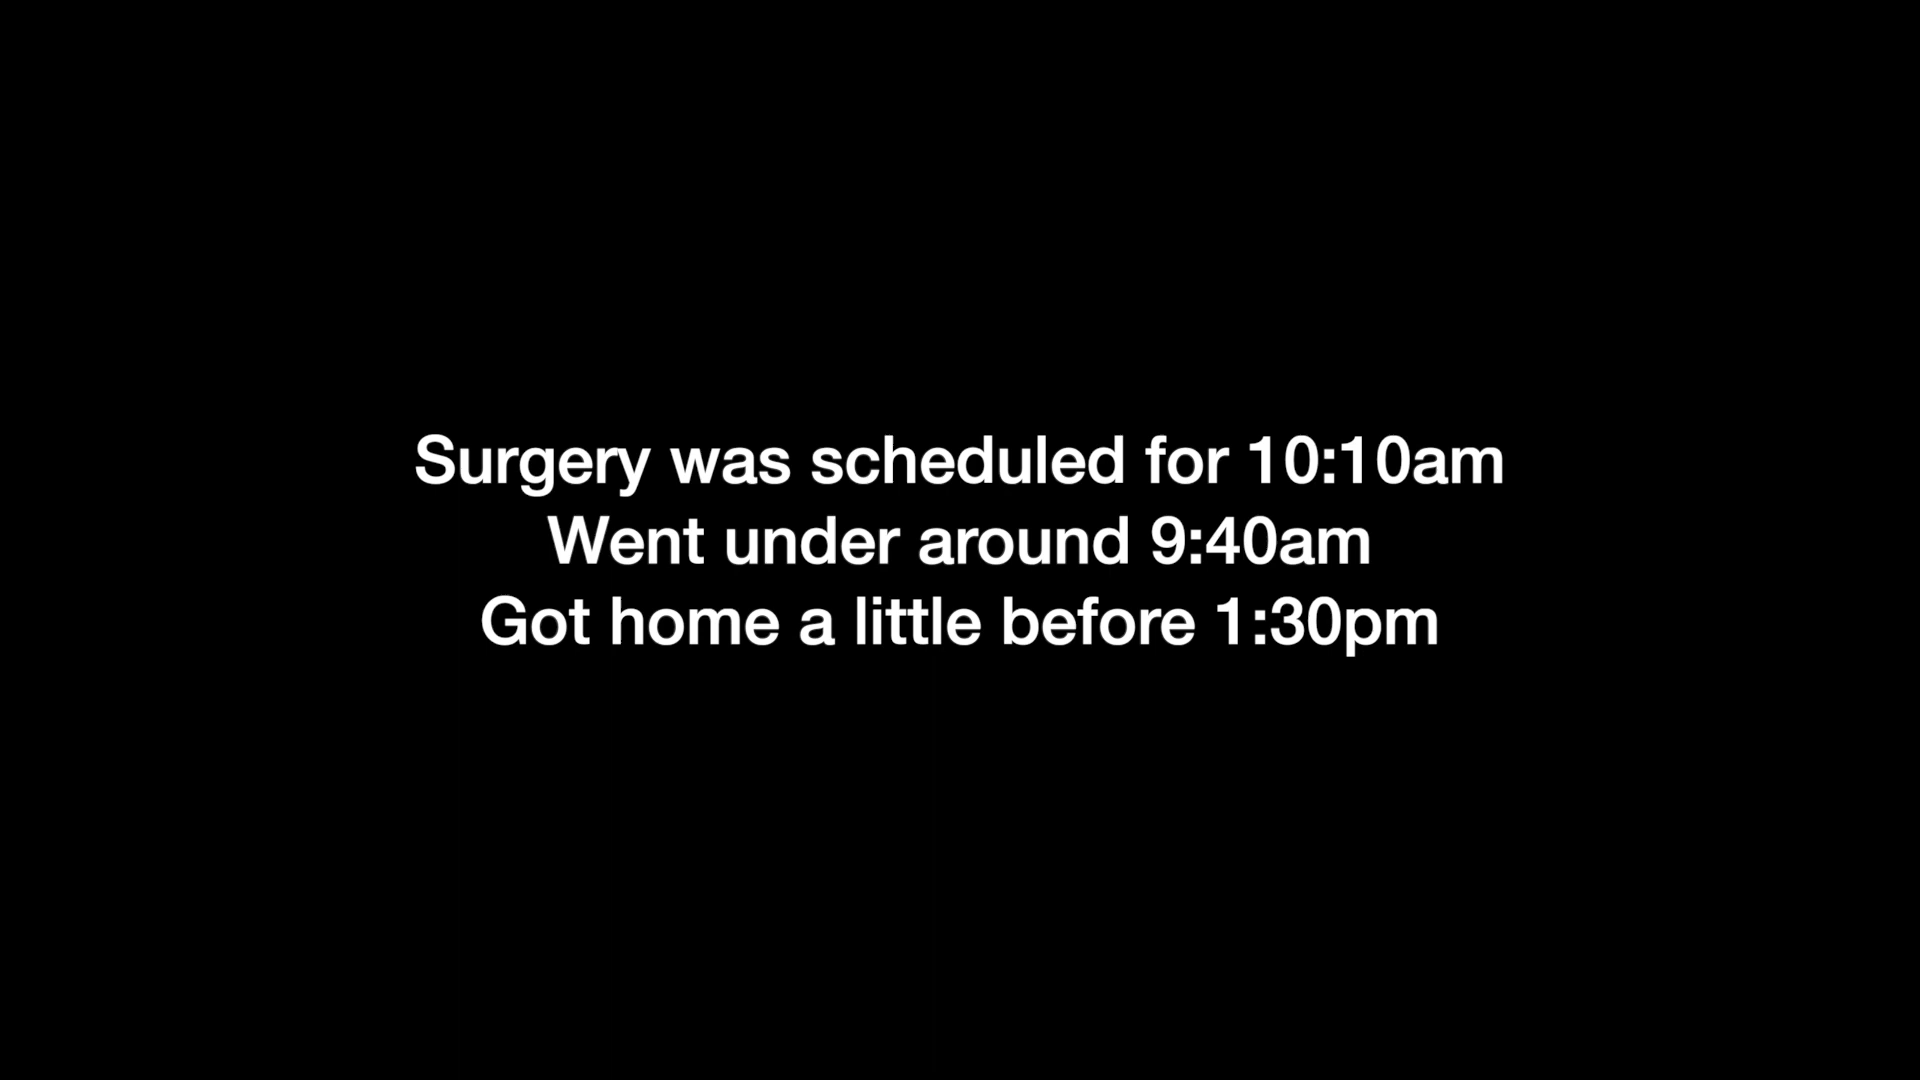 Surgery was scheduled for 10:10am
Went under around 9:40am
Got home a little before 1:30pm